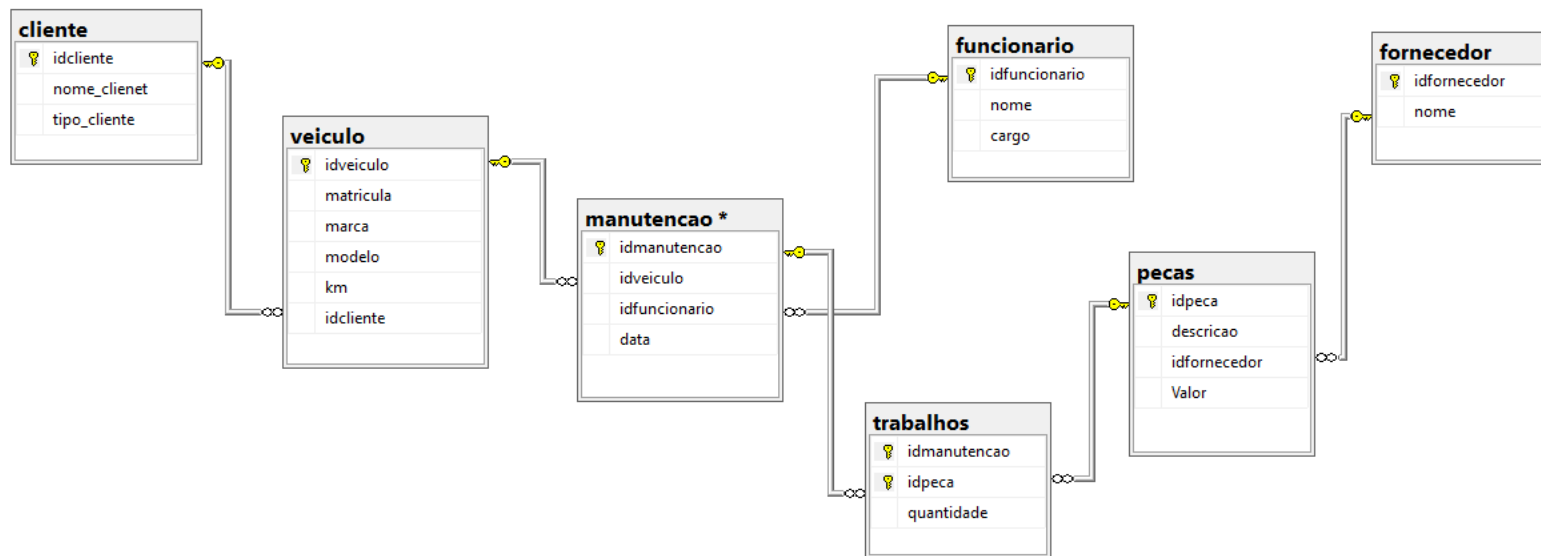 cliente
idcliente
nome_clienet
tipo_cliente
veiculo
idveiculo
matricula
marca
modelo
km
idcliente
manutencao *
idmanutencao
idveiculo
idfuncionario
data
funcionario
idfuncionario
nome
cargo
trabalhos
idmanutencao
idpeca
quantidade
pecas
idpeca
descricao
idfornecedor
Valor
fornecedor
idfornecedor
nome